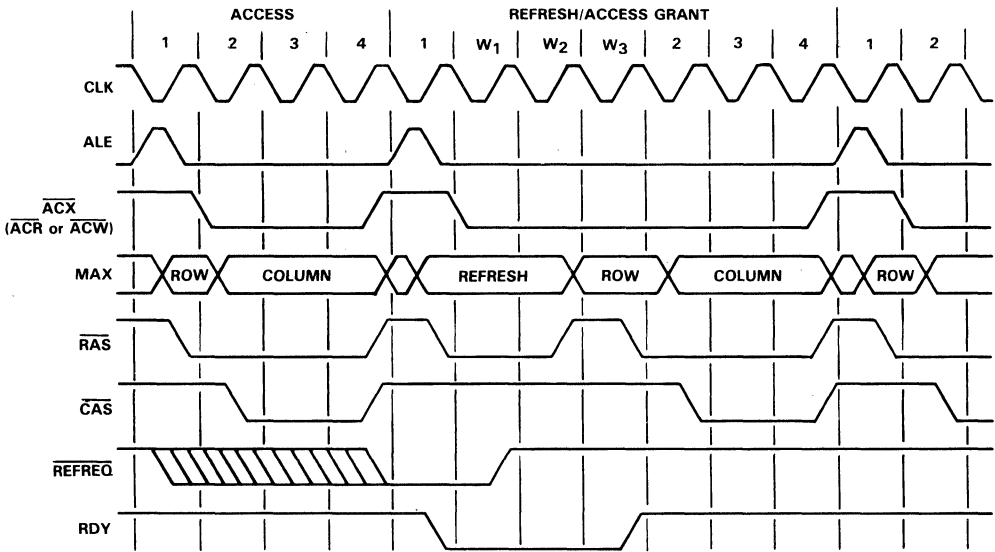 ACCESS REFRESH/ACCESS GRANT
1 2 3 4 1 W1 W2 W3 2 3 4 1 2
CLK
ALE
ACX
(ACR or ACW)
MAX ROW COLUMN REFRESH ROW COLUMN ROW
RAS
CAS
REFREQ
RDY